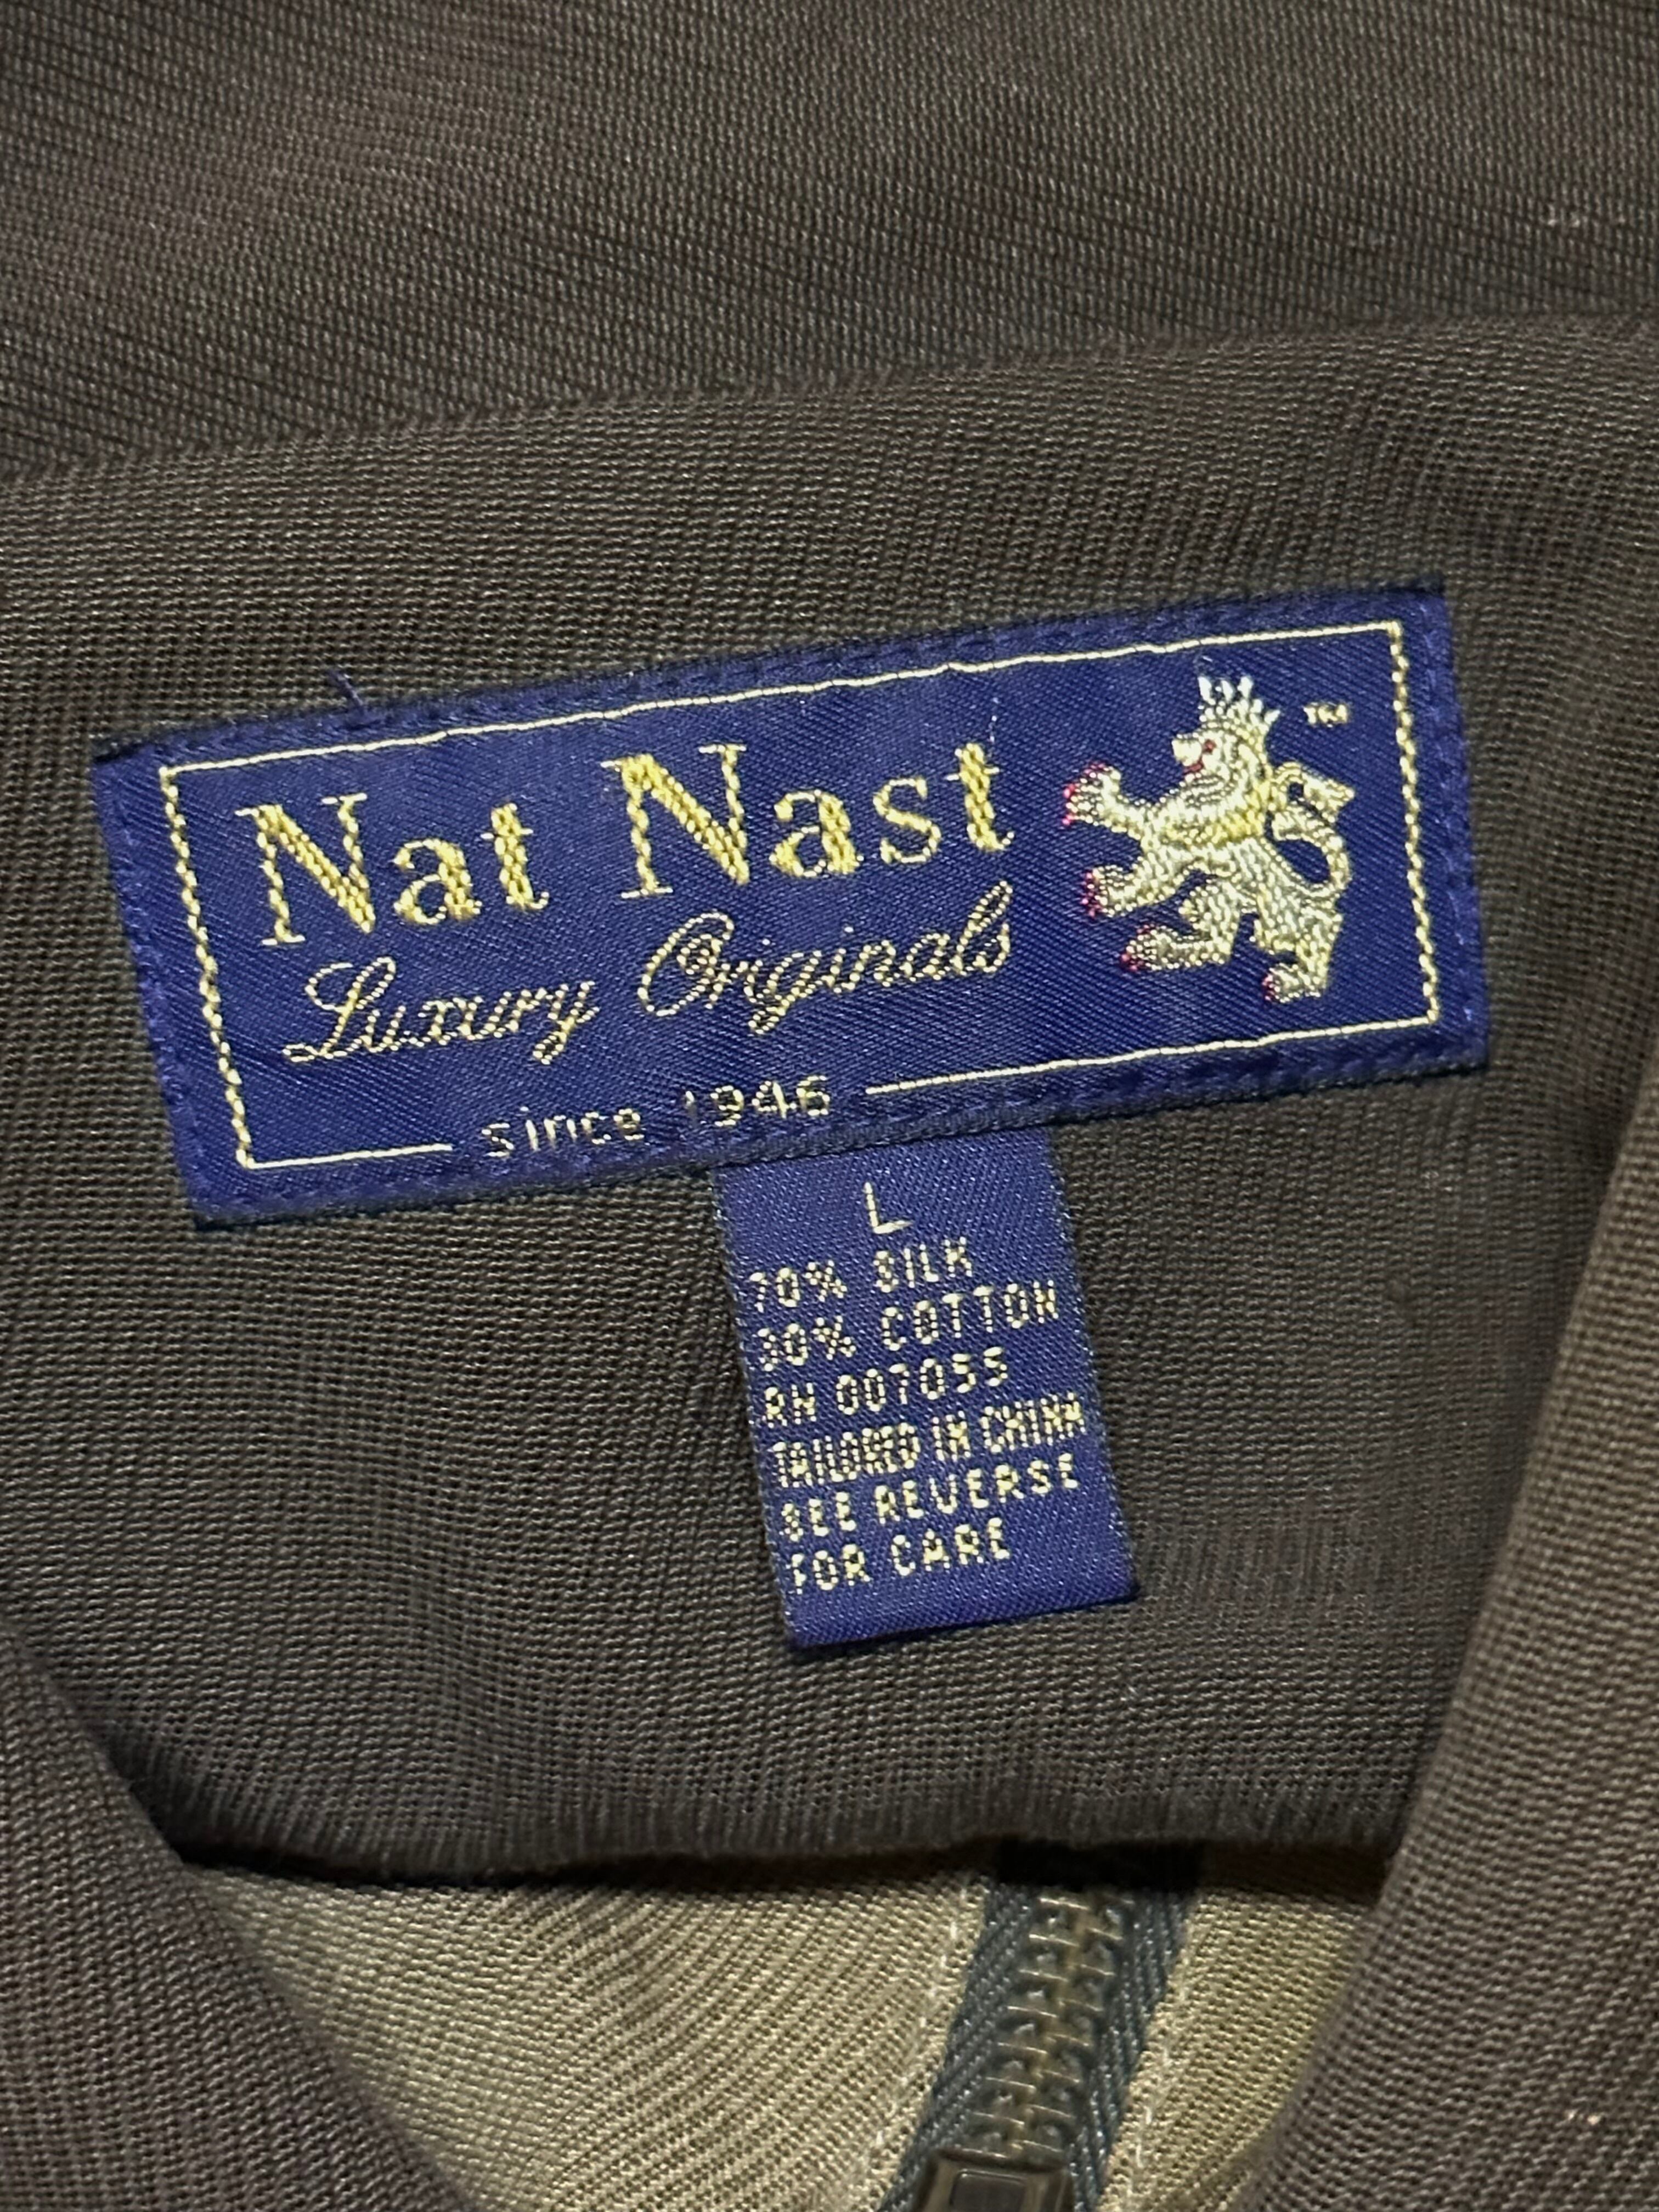 Nat Nast
TM
Luxury Originals
since 1946
L
70% SILK
30% COTTON
RN 007055
TAILORED IN CHINA
SEE REVERSE
FOR CARE